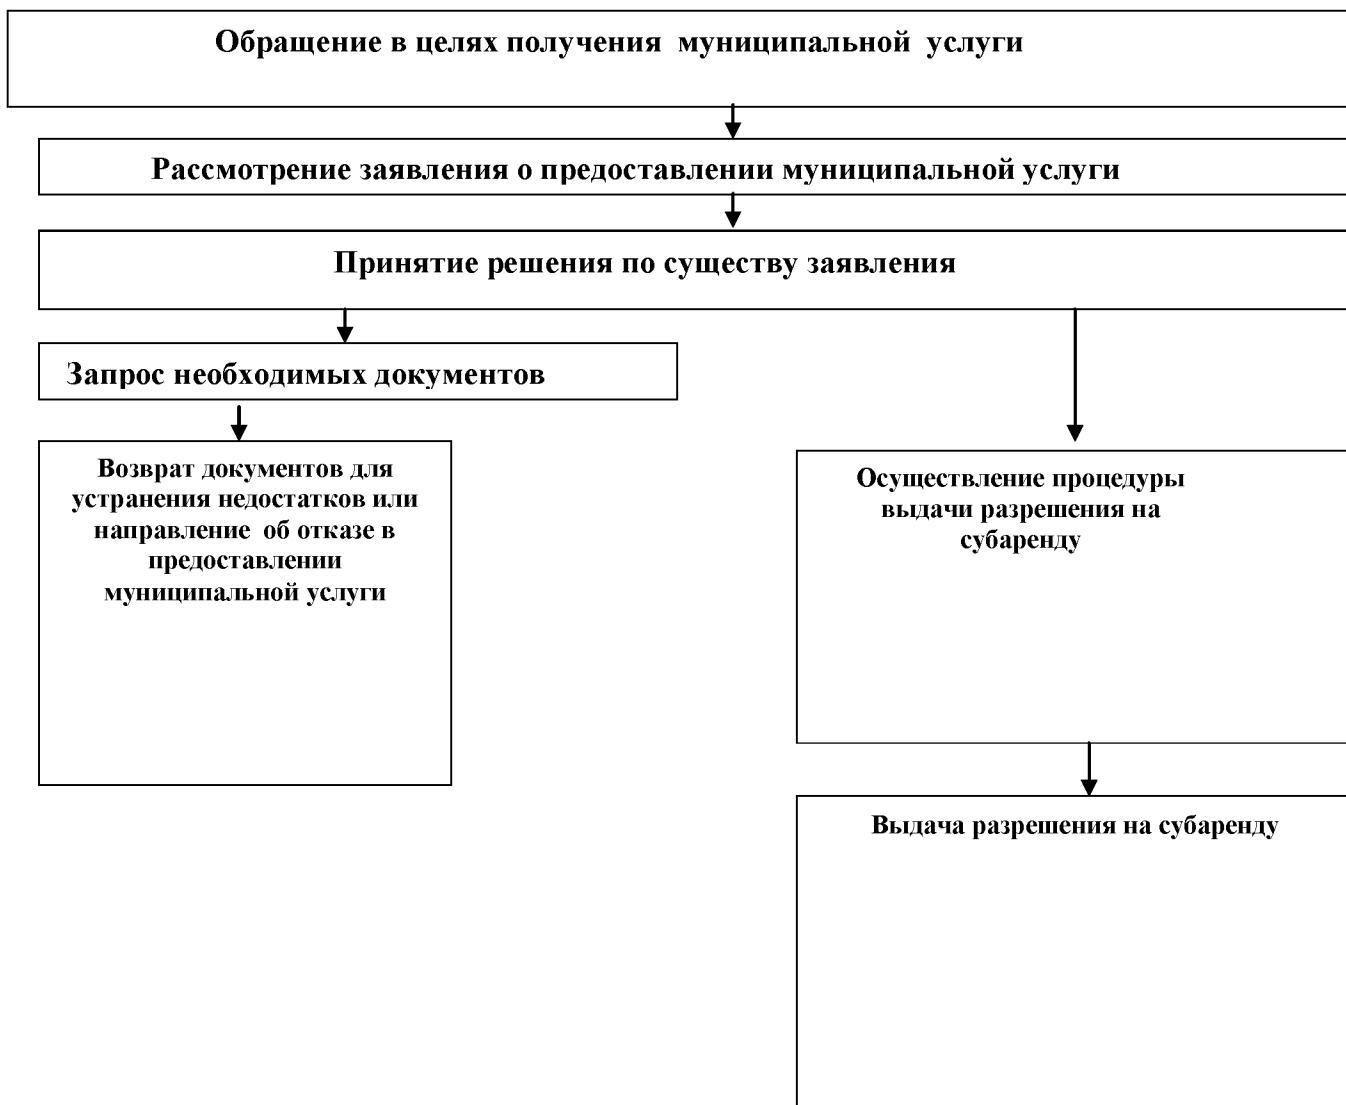 Обращение в целях получения  муниципальной  услуги
Рассмотрение заявления о предоставлении муниципальной услуги
Принятие решения по существу заявления
Запрос необходимых документов
Возврат документов для
устранения недостатков или
направление  об отказе в
предоставлении
муниципальной услуги
Осуществление процедуры
выдачи разрешения на
субаренду
Выдача разрешения на субаренду